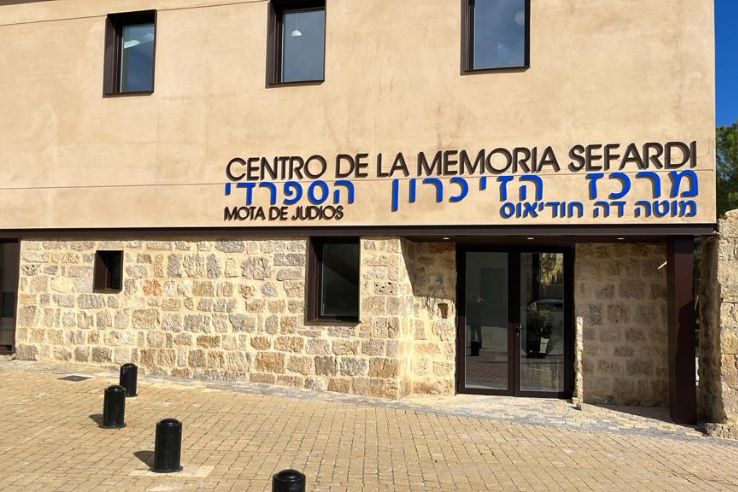 CENTRO DE LA MEMORIA SEFARDI
מרכז הזיכרון הספרדי
MOTA DE JUDIOS
מוטה דה חודיאוס